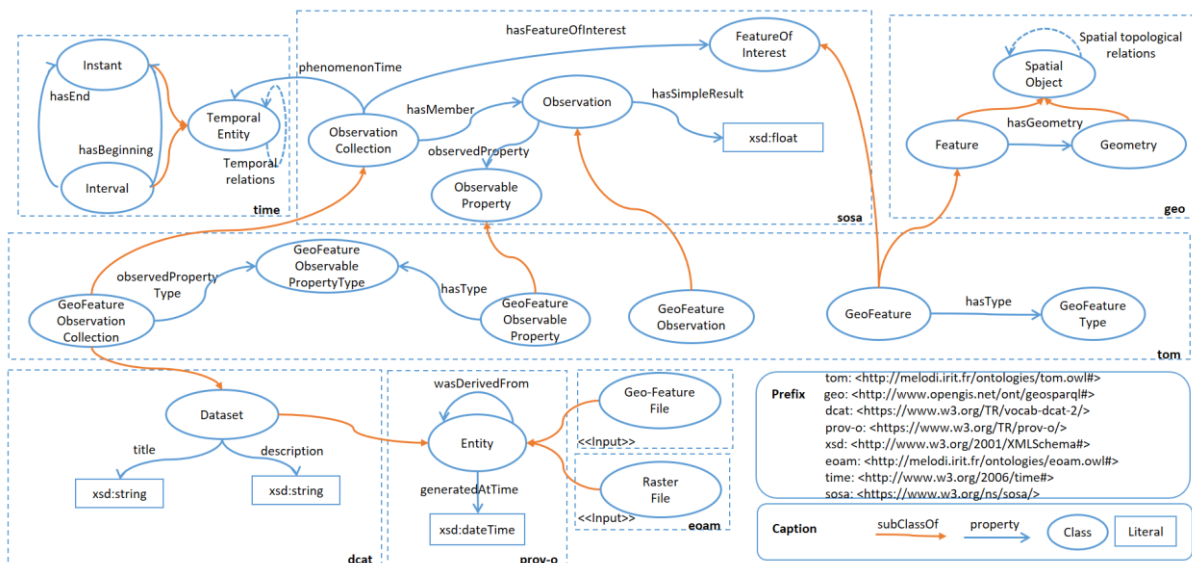 hasFeatureOfInterest
FeatureOf
Interest
Spatial topological
relations
Instant
phenomenonTime
Spatial
Object
hasEnd
Temporal
Entity
hasMember
Observation
hasSimpleResult
Observation
Collection
xsd:float
hasGeometry
hasBeginning
Temporal
relations
observedProperty
Feature
Geometry
Interval
Observable
Property
time
sosa
geo
observedProperty
Type
GeoFeature
Observable
PropertyType
hasType
GeoFeature
Observation
Collection
GeoFeature
Observable
Property
GeoFeature
Observation
GeoFeature
hasType
GeoFeature
Type
tom
wasDerivedFrom
Geo-Feature
File
Dataset
Entity
<<Input>>
title
description
xsd:string
xsd:string
generatedAtTime
Raster
File
<<Input>>
xsd:dateTime
eoam
dcat
prov-o
Prefix
tom: <http://melodi.irit.fr/ontologies/tom.owl#>
geo: <http://www.opengis.net/ont/geosparql#>
dcat: <https://www.w3.org/TR/vocab-dcat-2/>
prov-o: <https://www.w3.org/TR/prov-o/>
xsd: <http://www.w3.org/2001/XMLSchema#>
eoam: <http://melodi.irit.fr/ontologies/eoam.owl#>
time: <http://www.w3.org/2006/time#>
sosa: <https://www.w3.org/ns/sosa/>
Caption
subClassOf
property
Class
Literal